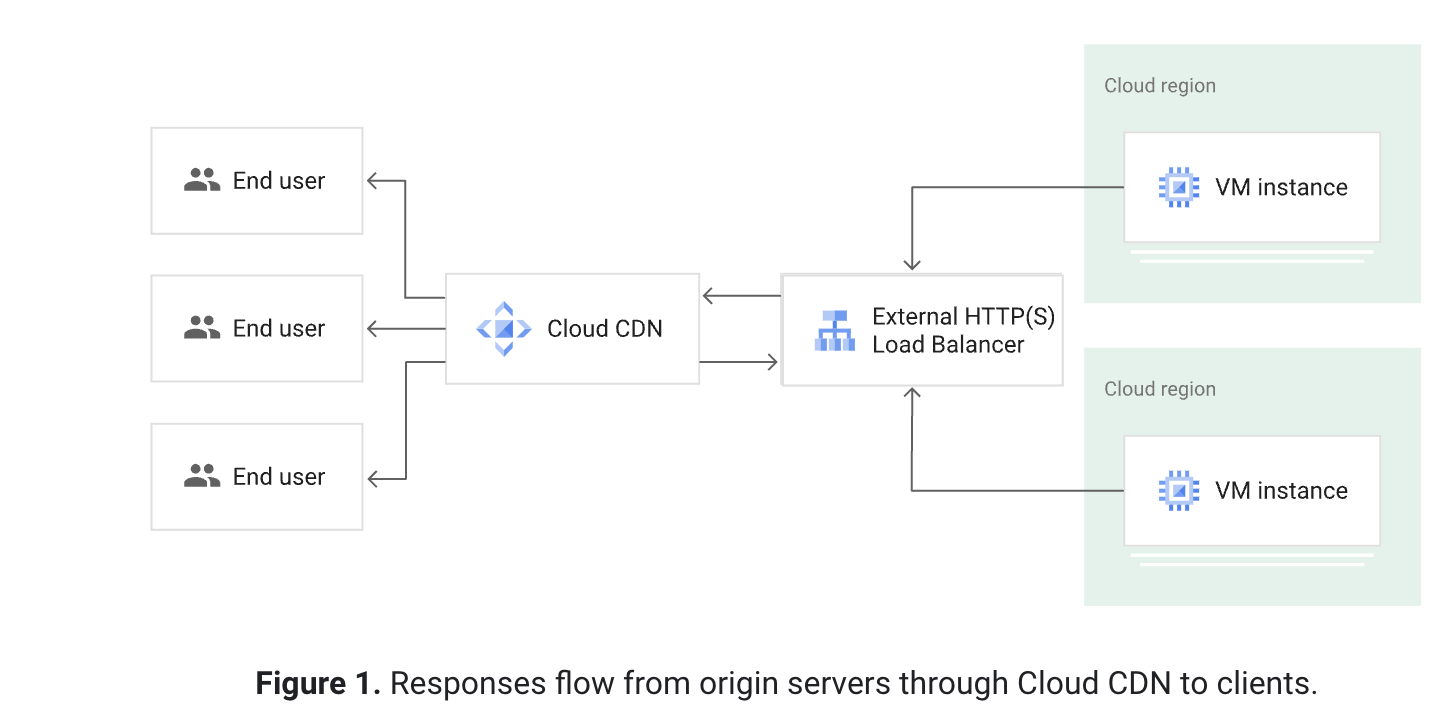 Cloud region
VM instance
End user
End user
End user
Cloud CDN
External HTTP(S)
Load Balancer
Cloud region
VM instance
Figure 1. Responses flow from origin servers through Cloud CDN to clients.